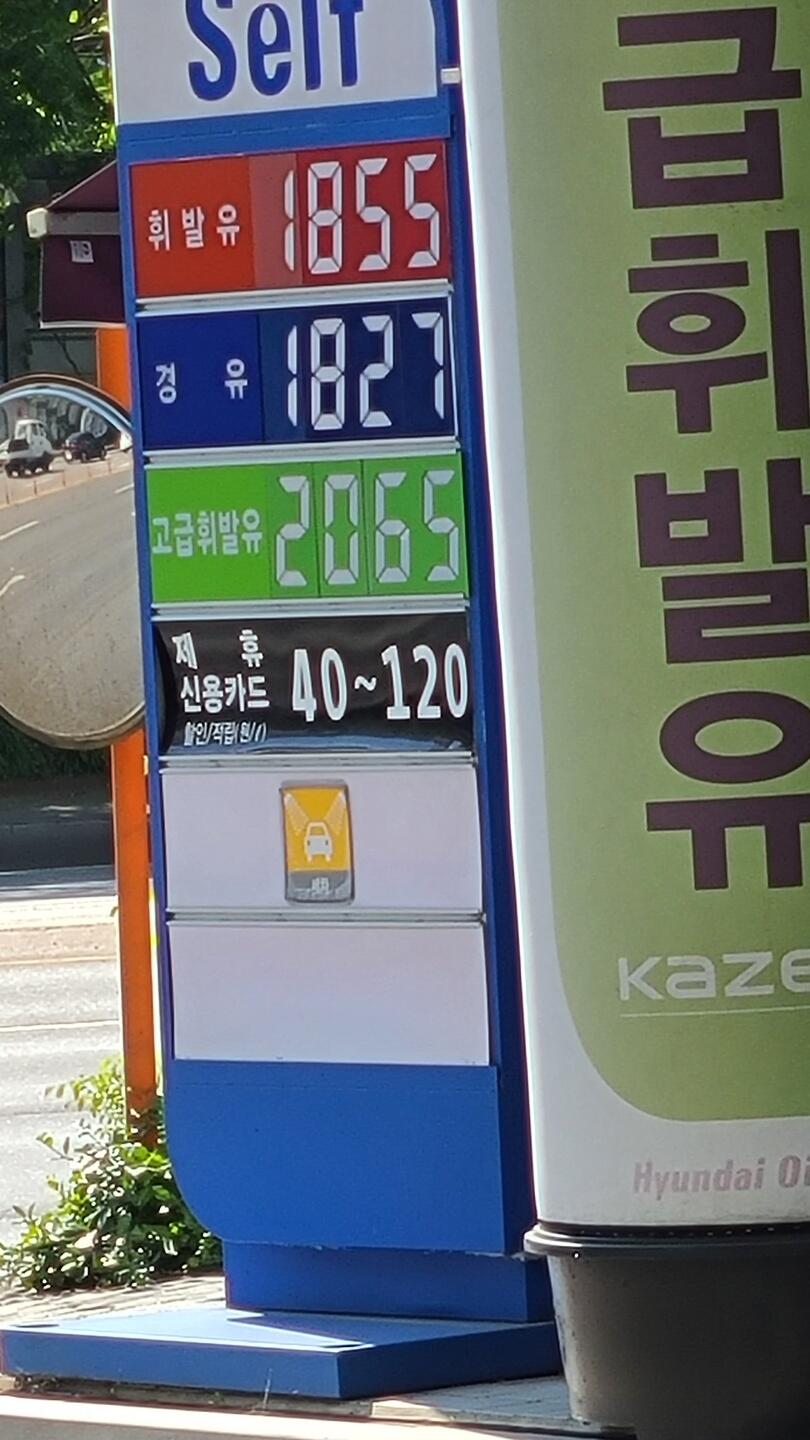 Self
휘발유 1855
경유 1827
고급휘발유 2065
제휴
신용카드 40~120
할인/적립(원/ℓ)
급휘발유
Kaze
Hyundai Oi